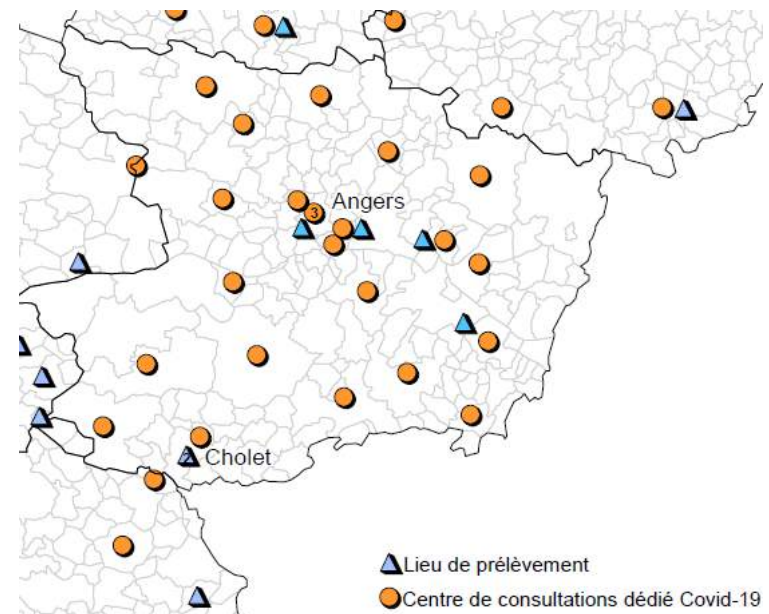 Angers
3
2
Cholet
Lieu de prélèvement
Centre de consultations dédié Covid-19